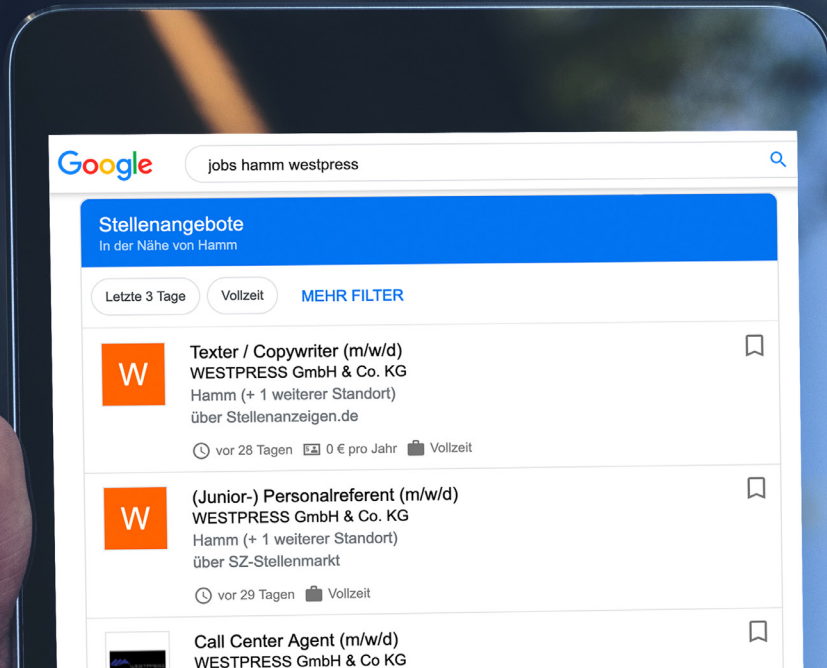 Google
jobs hamm westpress
Stellenangebote
In der Nähe von Hamm
Letzte 3 Tage
Vollzeit
MEHR FILTER
W
Texter / Copywriter (m/w/d)
WESTPRESS GmbH & Co. KG
Hamm (+ 1 weiterer Standort)
über Stellenanzeigen.de
vor 28 Tagen
0 € pro Jahr
Vollzeit
W
(Junior-) Personalreferent (m/w/d)
WESTPRESS GmbH & Co. KG
Hamm (+ 1 weiterer Standort)
über SZ-Stellenmarkt
vor 29 Tagen
Vollzeit
Call Center Agent (m/w/d)
WESTPRESS GmbH & Co KG